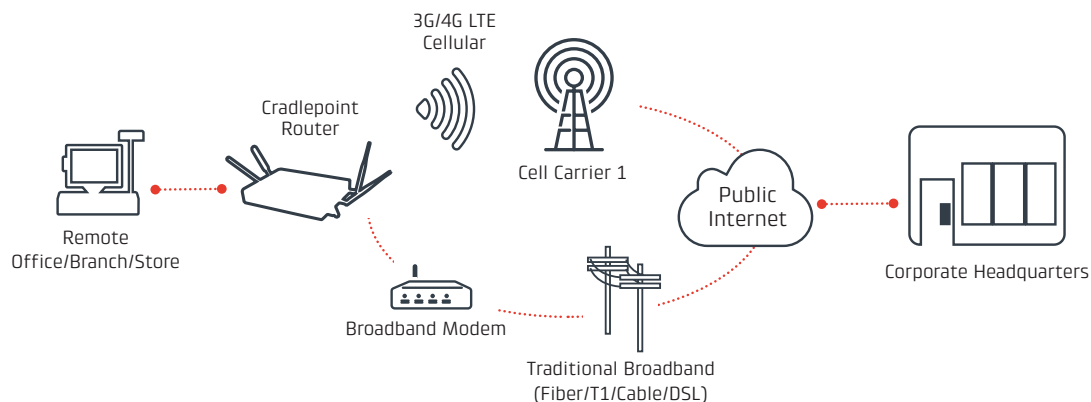 3G/4G LTE
Cellular
Cradlepoint
Router
Cell Carrier 1
Public
Internet
Remote
Office/Branch/Store
Corporate Headquarters
Broadband Modem
Traditional Broadband
(Fiber/T1/Cable/DSL)